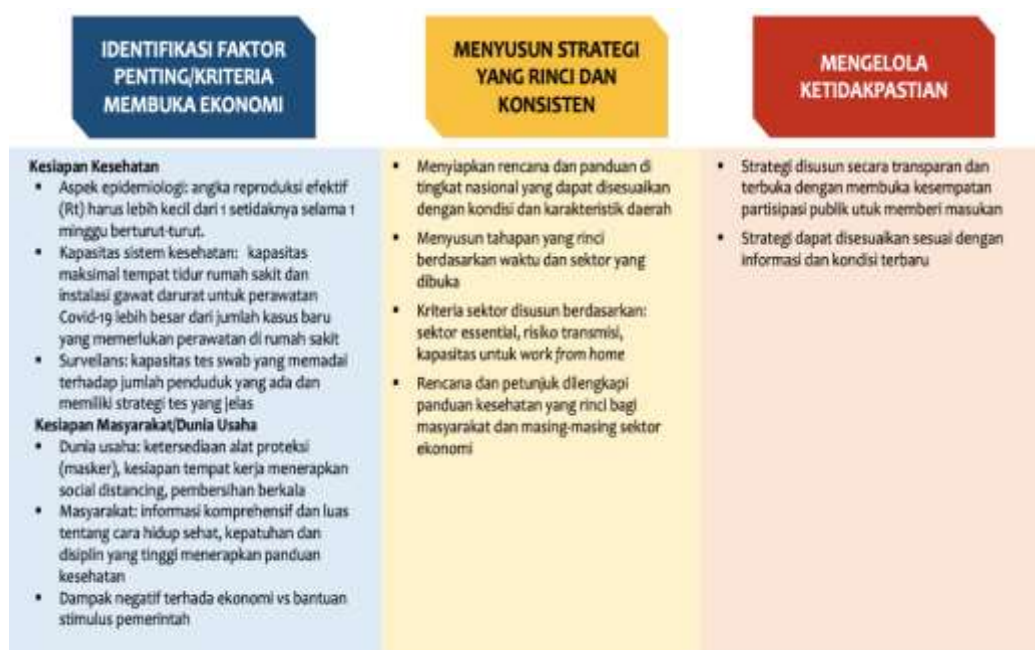 IDENTIFIKASI FAKTOR
PENTING/KRITERIA
MEMBUKA EKONOMI
Kesiapan Kesehatan
▪ Aspek epidemiologi: angka reproduksi efektif
(Rt) harus lebih kecil dari 1 setidaknya selama 1
minggu berturut-turut.
▪ Kapasitas sistem kesehatan: kapasitas
maksimal tempat tidur rumah sakit dan
instalasi gawat darurat untuk perawatan
Covid-19 lebih besar dari jumlah kasus baru
yang memerlukan perawatan di rumah sakit
▪ Surveilans: kapasitas tes swab yang memadai
terhadap jumlah penduduk yang ada dan
memiliki strategi tes yang jelas
Kesiapan Masyarakat/Dunia Usaha
▪ Dunia usaha: ketersediaan alat proteksi
(masker), kesiapan tempat kerja menerapkan
social distancing, pembersihan berkala
▪ Masyarakat: informasi komprehensif dan luas
tentang cara hidup sehat, kepatuhan dan
disiplin yang tinggi menerapkan panduan
kesehatan
▪ Dampak negatif terhada ekonomi vs bantuan
stimulus pemerintah
MENYUSUN STRATEGI
YANG RINCI DAN
KONSISTEN
▪ Menyiapkan rencana dan panduan di
tingkat nasional yang dapat disesuaikan
dengan kondisi dan karakteristik daerah
▪ Menyusun tahapan yang rinci
berdasarkan waktu dan sektor yang
dibuka
▪ Kriteria sektor disusun berdasarkan:
sektor essential, risiko transmisi,
kapasitas untuk work from home
▪ Rencana dan petunjuk dilengkapi
panduan kesehatan yang rinci bagi
masyarakat dan masing-masing sektor
ekonomi
MENGELOLA
KETIDAKPASTIAN
▪ Strategi disusun secara transparan dan
terbuka dengan membuka kesempatan
partisipasi publik utuk memberi masukan
▪ Strategi dapat disesuaikan sesuai dengan
informasi dan kondisi terbaru